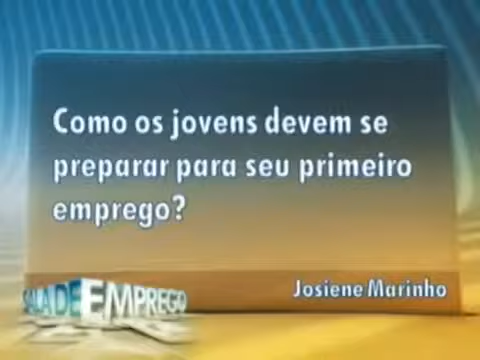 Como os jovens devem se
preparar para seu primeiro
emprego?
Josiene Marinho
SALA DE EMPREGO